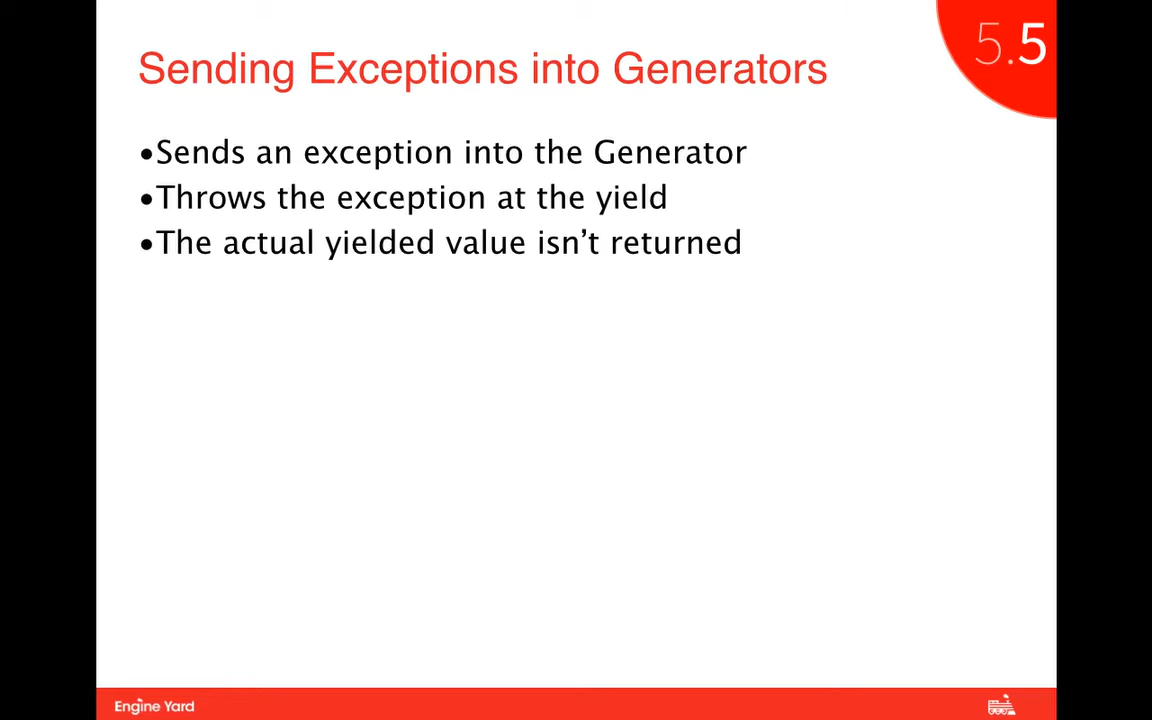 Sending Exceptions into Generators
5.5
•Sends an exception into the Generator
•Throws the exception at the yield
•The actual yielded value isn’t returned
Engine Yard